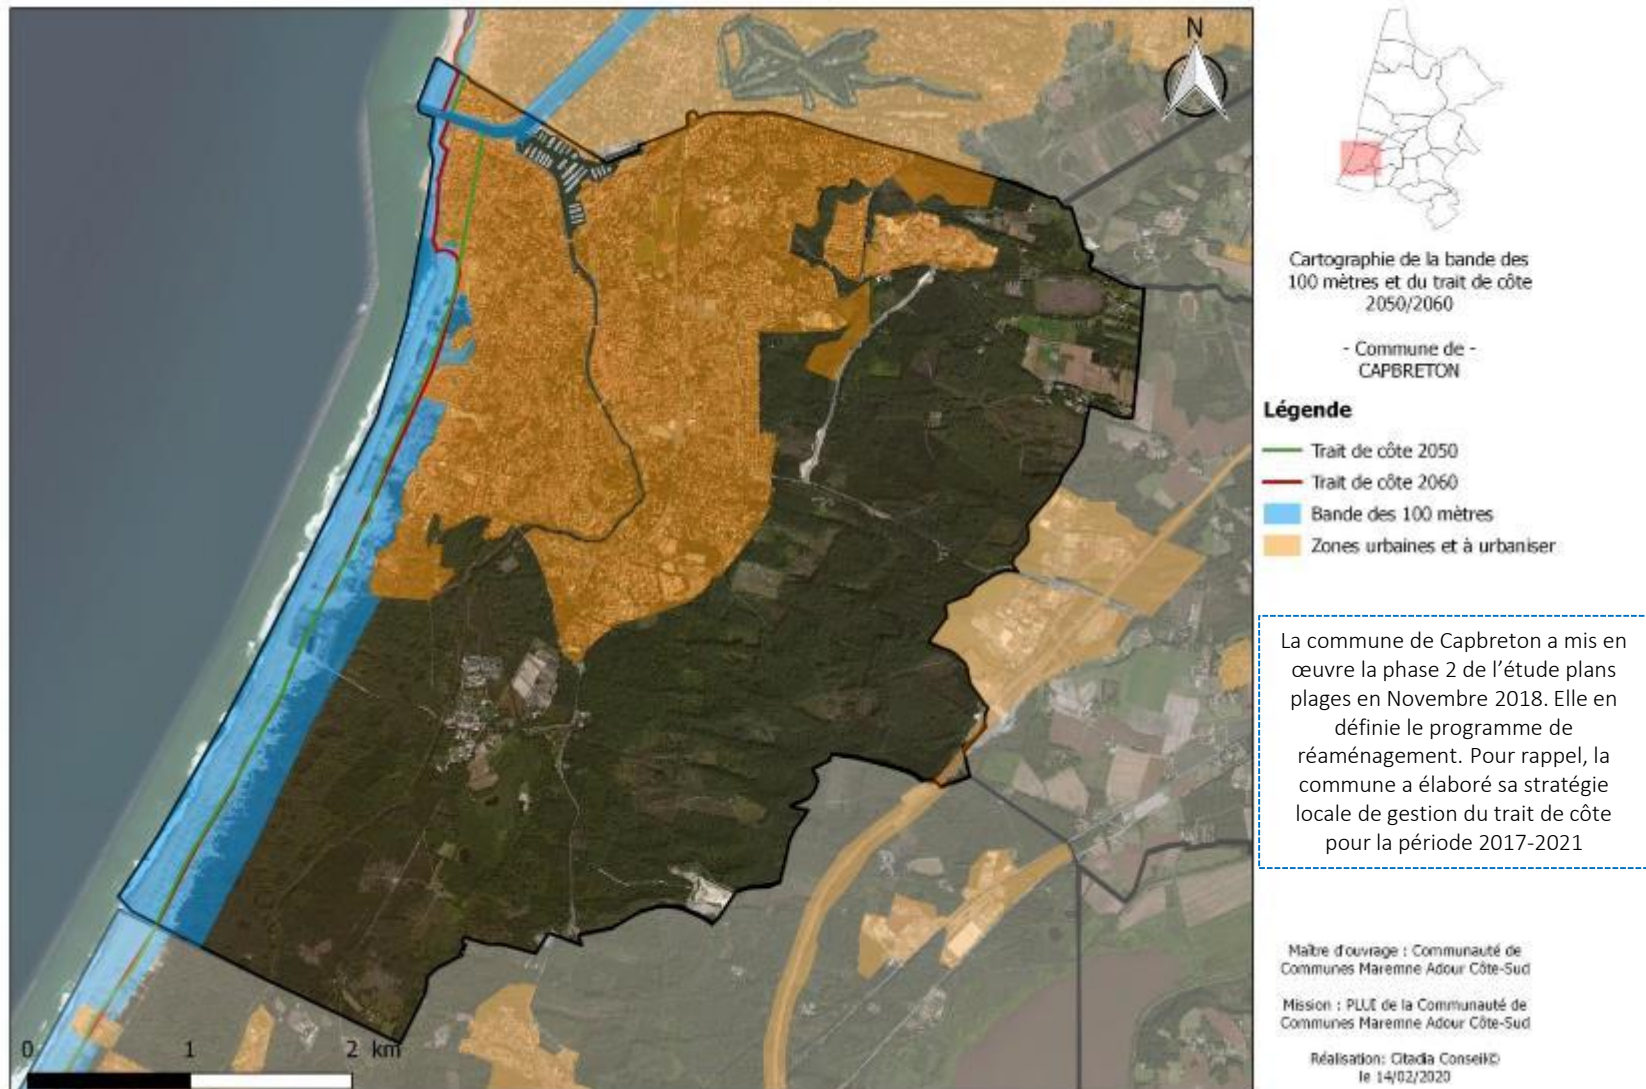 N
Cartographie de la bande des
100 mètres et du trait de côte
2050/2060
- Commune de -
CAPBRETON
Légende
Trait de côte 2050
Trait de côte 2060
Bande des 100 mètres
Zones urbaines et à urbaniser
La commune de Capbreton a mis en
œuvre la phase 2 de l’étude plans
plages en Novembre 2018. Elle en
définie le programme de
réaménagement. Pour rappel, la
commune a élaboré sa stratégie
locale de gestion du trait de côte
pour la période 2017-2021
Maître d'ouvrage : Communauté de
Communes Maremne Adour Côte-Sud
Mission : PLUI de la Communauté de
Communes Maremne Adour Côte-Sud
Réalisation: Citadia Conseil©
le 14/02/2020
0 1 2 km